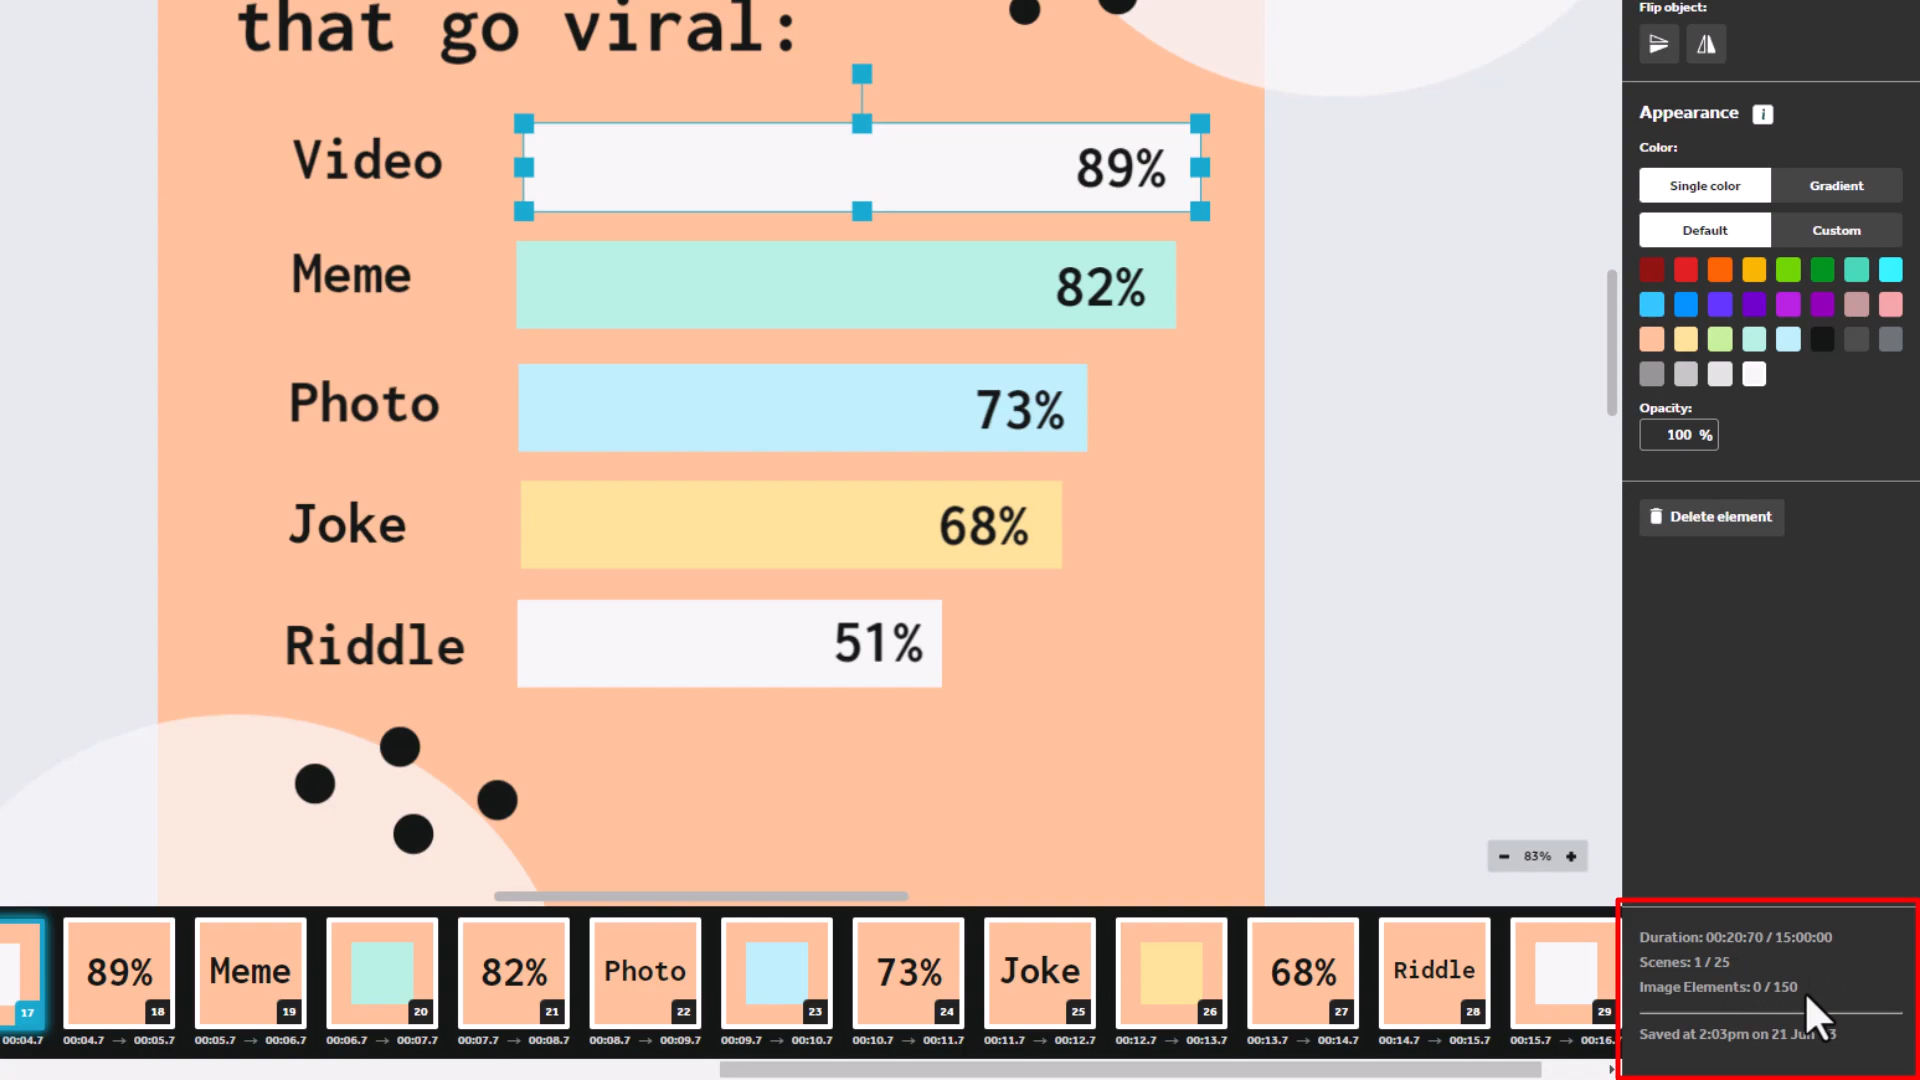 that go viral:
Flip object:
Appearance i
Color:
Single color Gradient
Default Custom
Opacity:
100 %
Delete element
Video 89%
Meme 82%
Photo 73%
Joke 68%
Riddle 51%
- 83% +
17 89% 18 Meme 19 20 82% 21 Photo 22 23 73% 24 Joke 25 26 68% 27 Riddle 28 29
00:04.7 00:04.7 → 00:05.7 00:05.7 → 00:06.7 00:06.7 → 00:07.7 00:07.7 → 00:08.7 00:08.7 → 00:09.7 00:09.7 → 00:10.7 00:10.7 → 00:11.7 00:11.7 → 00:12.7 00:12.7 → 00:13.7 00:13.7 → 00:14.7 00:14.7 → 00:15.7 00:15.7 → 00:16.
Duration: 00:20:70 / 15:00:00
Scenes: 1 / 25
Image Elements: 0 / 150
Saved at 2:03pm on 21